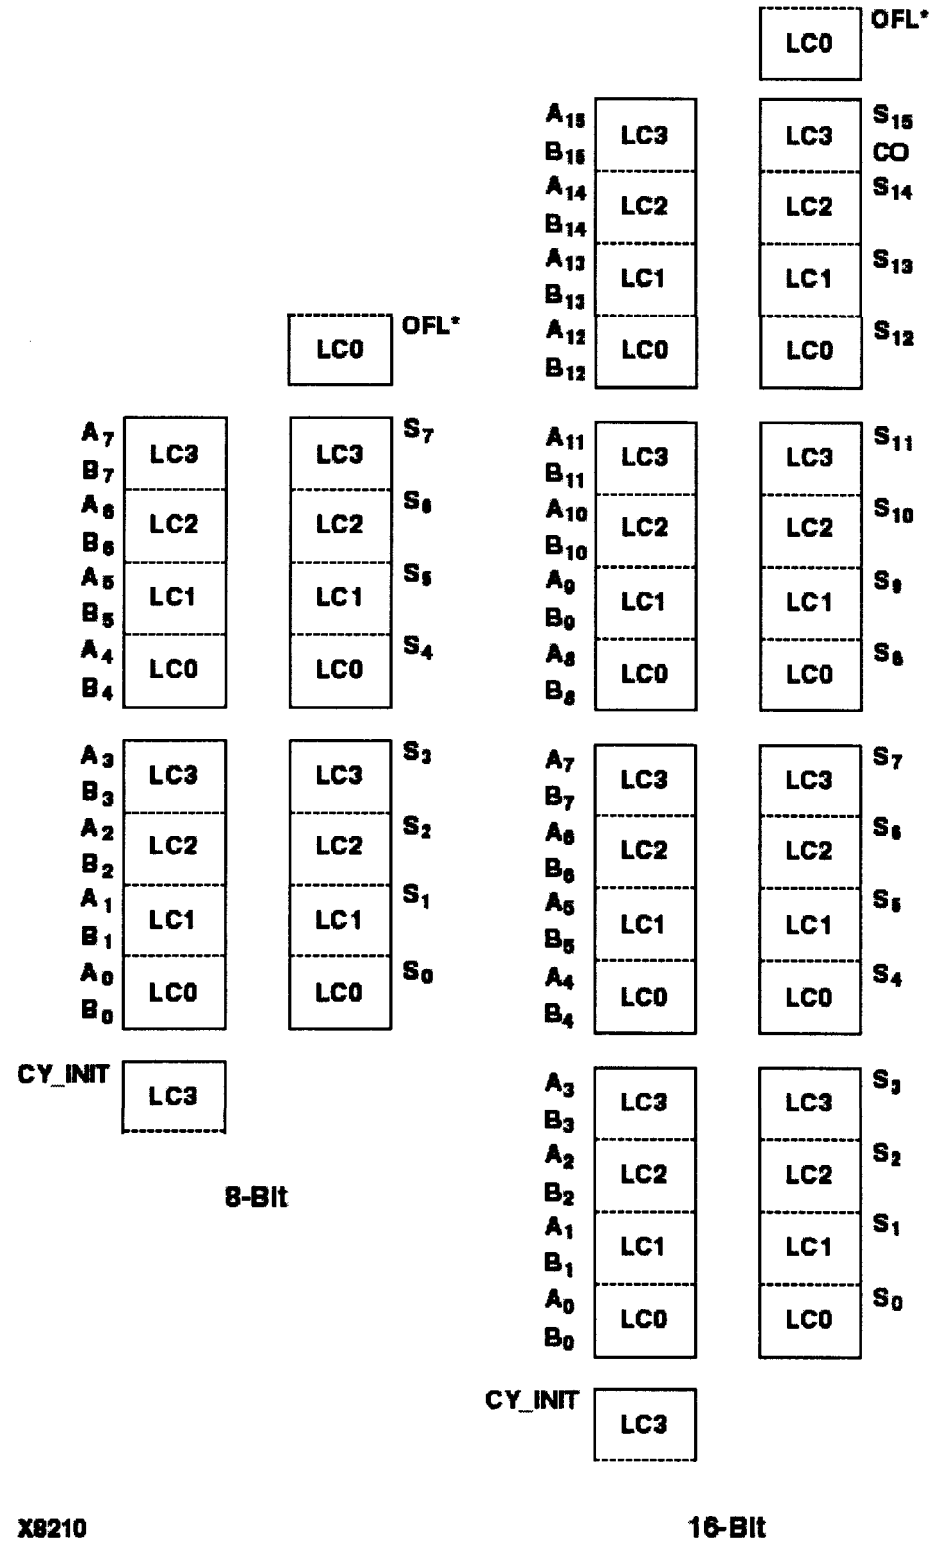 OFL*
LC0
A15 LC3 LC3 S15
B15 CO
A14 LC2 LC2 S14
B14
A13 LC1 LC1 S13
B13
A12 LC0 LC0 S12
B12
OFL*
LC0
A7 LC3 LC3 S7
B7
A6 LC2 LC2 S6
B6
A5 LC1 LC1 S5
B5
A4 LC0 LC0 S4
B4
A11 LC3 LC3 S11
B11
A10 LC2 LC2 S10
B10
A9 LC1 LC1 S9
B9
A8 LC0 LC0 S8
B8
A3 LC3 LC3 S3
B3
A2 LC2 LC2 S2
B2
A1 LC1 LC1 S1
B1
A0 LC0 LC0 S0
B0
CY_INIT LC3
8-Bit
A7 LC3 LC3 S7
B7
A6 LC2 LC2 S6
B6
A5 LC1 LC1 S5
B5
A4 LC0 LC0 S4
B4
A3 LC3 LC3 S3
B3
A2 LC2 LC2 S2
B2
A1 LC1 LC1 S1
B1
A0 LC0 LC0 S0
B0
CY_INIT LC3
X8210
16-Bit